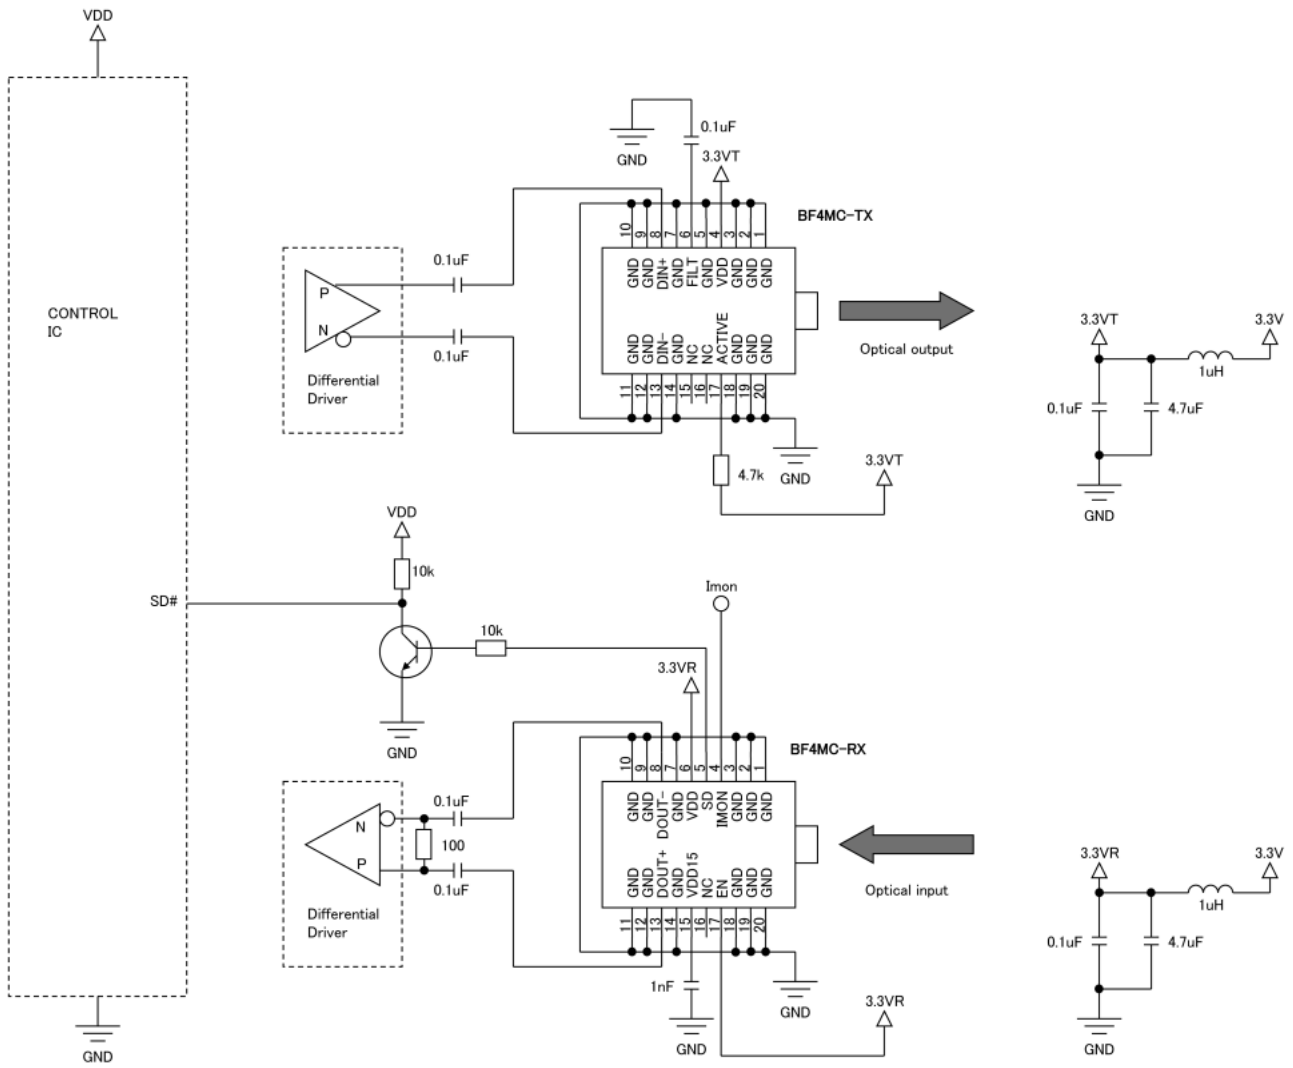 VDD
CONTROL
IC
SD#
GND
P
N
Differential
Driver
0.1uF
0.1uF
GND
0.1uF
3.3VT
BF4MC-TX
10
9
8
7
6
5
4
3
2
1
GND
GND
DIN+
GND
FILT
GND
VDD
GND
GND
GND
GND
GND
DIN-
GND
NC
NC
ACTIVE
GND
GND
GND
11
12
13
14
15
16
17
18
19
20
Optical output
4.7k
GND
3.3VT
3.3VT
3.3V
1uH
0.1uF
4.7uF
GND
VDD
10k
10k
GND
Imon
3.3VR
BF4MC-RX
10
9
8
7
6
5
4
3
2
1
GND
GND
DOUT-
GND
VDD
SD
IMON
GND
GND
GND
GND
GND
DOUT+
GND
VDD15
NC
EN
GND
GND
GND
11
12
13
14
15
16
17
18
19
20
N
P
0.1uF
100
0.1uF
Differential
Driver
Optical input
1nF
GND
GND
3.3VR
3.3VR
3.3V
1uH
0.1uF
4.7uF
GND